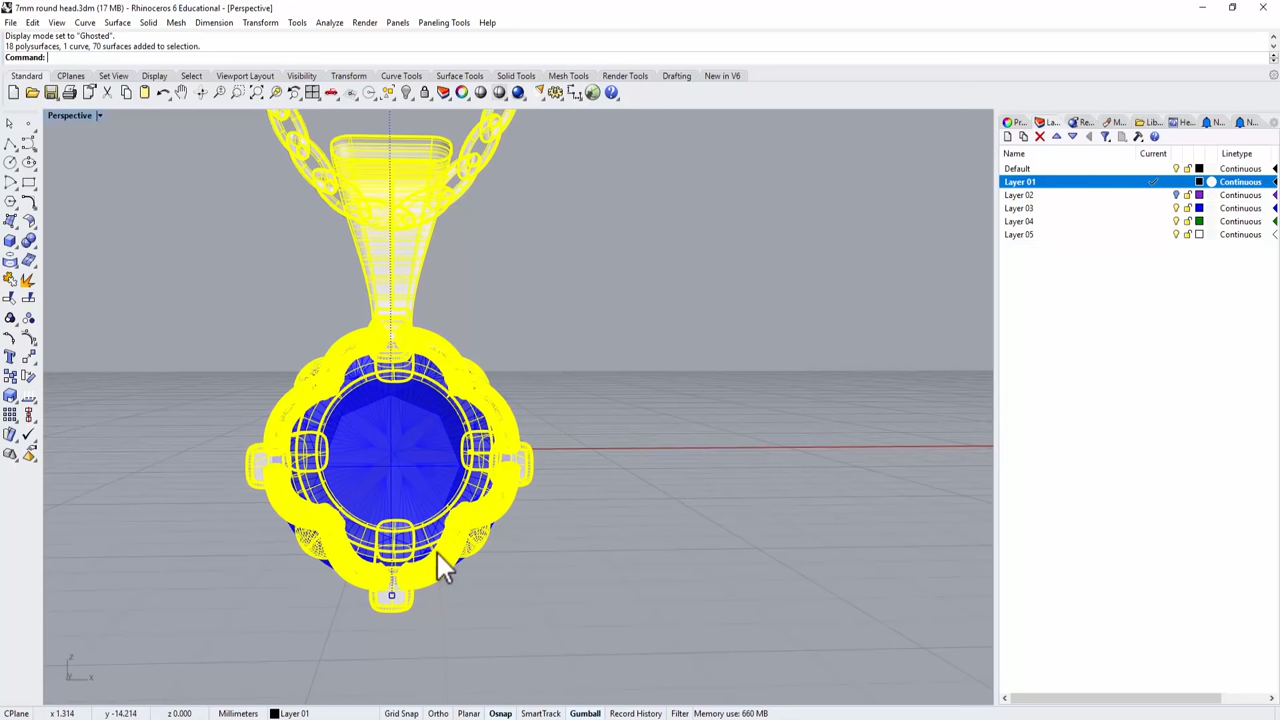 7mm round head.3dm (17 MB) - Rhinoceros 6 Educational - [Perspective]
File Edit View Curve Surface Solid Mesh Dimension Transform Tools Analyze Render Panels Paneling Tools Help
Display mode set to "Ghosted".
18 polysurfaces, 1 curve, 70 surfaces added to selection.
Command:
Standard CPlanes Set View Display Select Viewport Layout Visibility Transform Curve Tools Surface Tools Solid Tools Mesh Tools Render Tools Drafting New in V6
Perspective
Pr... La... Re... M... Lib... He... N... N...
Name Current Linetype
Default Continuous
Layer 01 Continuous
Layer 02 Continuous
Layer 03 Continuous
Layer 04 Continuous
Layer 05 Continuous
z
y x
CPlane x 1.314 y -14.214 z 0.000 Millimeters Layer 01 Grid Snap Ortho Planar Osnap SmartTrack Gumball Record History Filter Memory use: 660 MB